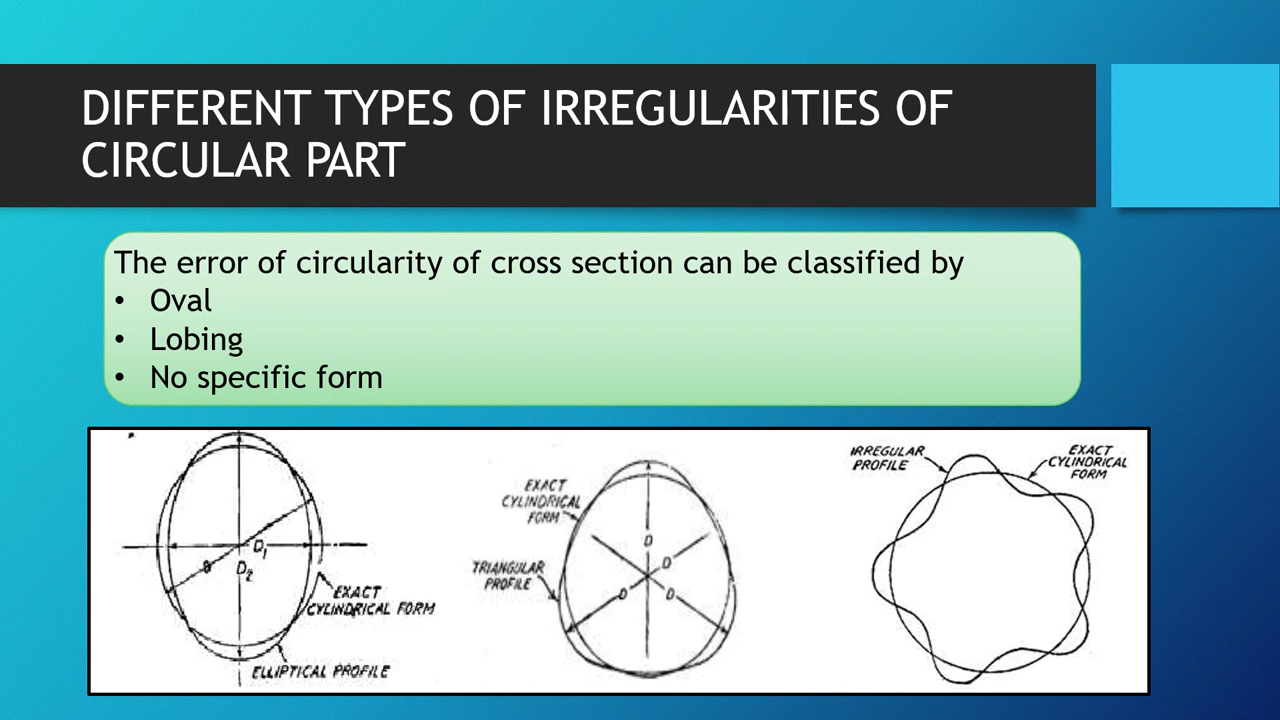 DIFFERENT TYPES OF IRREGULARITIES OF
CIRCULAR PART
The error of circularity of cross section can be classified by
• Oval
• Lobing
• No specific form
D₁
D₂
EXACT
CYLINDRICAL FORM
ELLIPTICAL PROFILE
EXACT
CYLINDRICAL
FORM
TRIANGULAR
PROFILE
D
D
D
D
IRREGULAR
PROFILE
EXACT
CYLINDRICAL
FORM